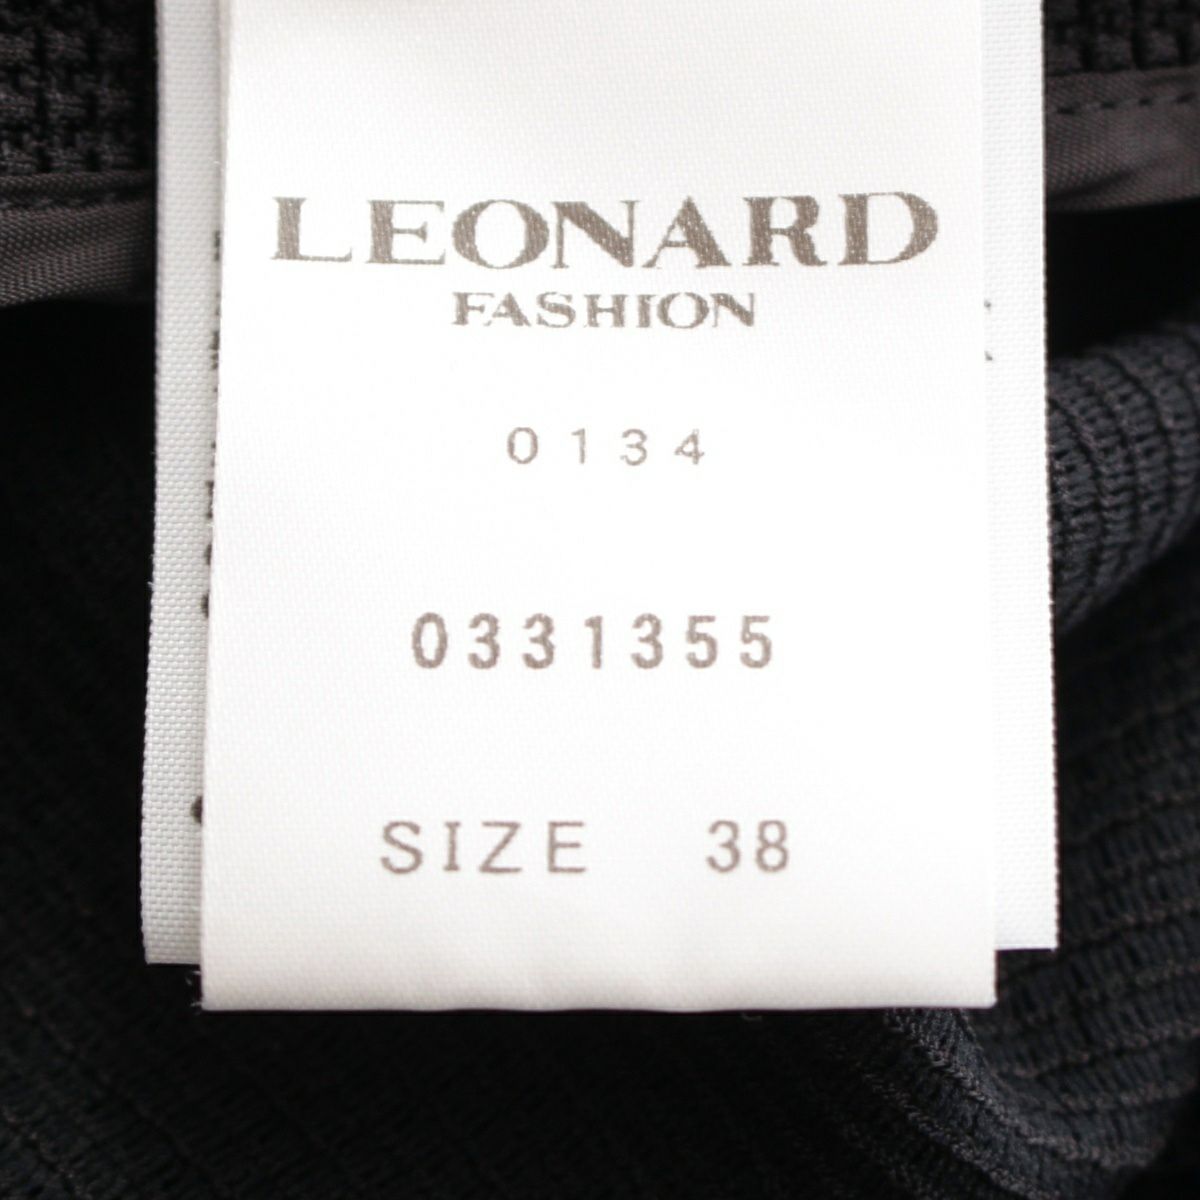 LEONARD
FASHION
0134
0331355
SIZE 38